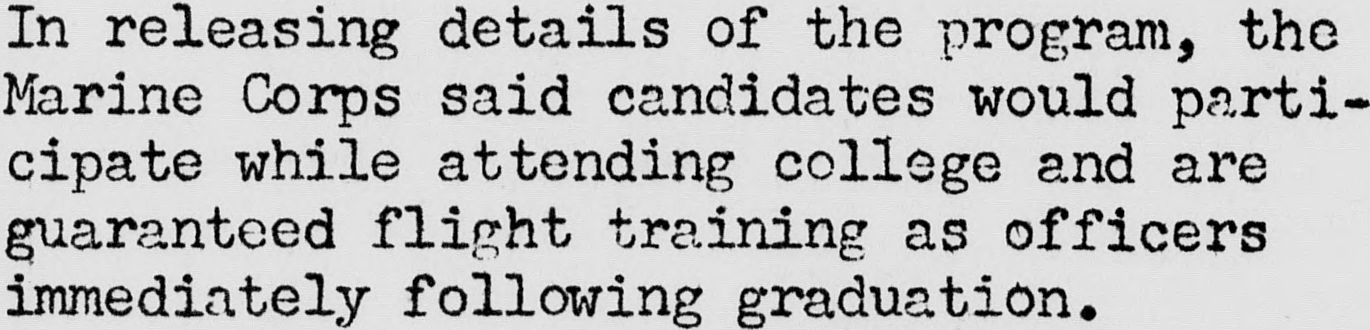 In releasing details of the program, the
Marine Corps said candidates would parti-
cipate while attending college and are
guaranteed flight training as officers
immediately following graduation.